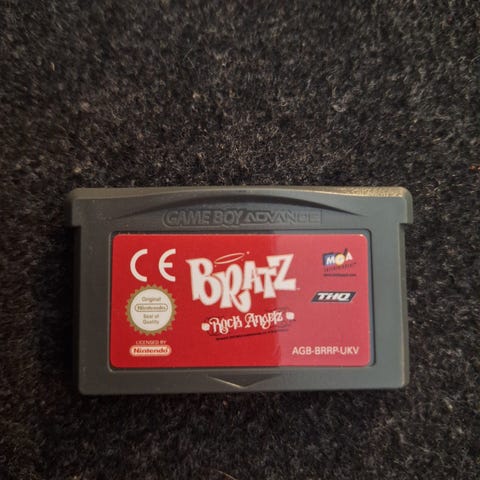 GAME BOY ADVANCE
CE
BRATZ
Rock Angelz
Original
Nintendo
Seal of
Quality
LICENSED BY
Nintendo
MGA
THQ
AGB-BRRP-UKV